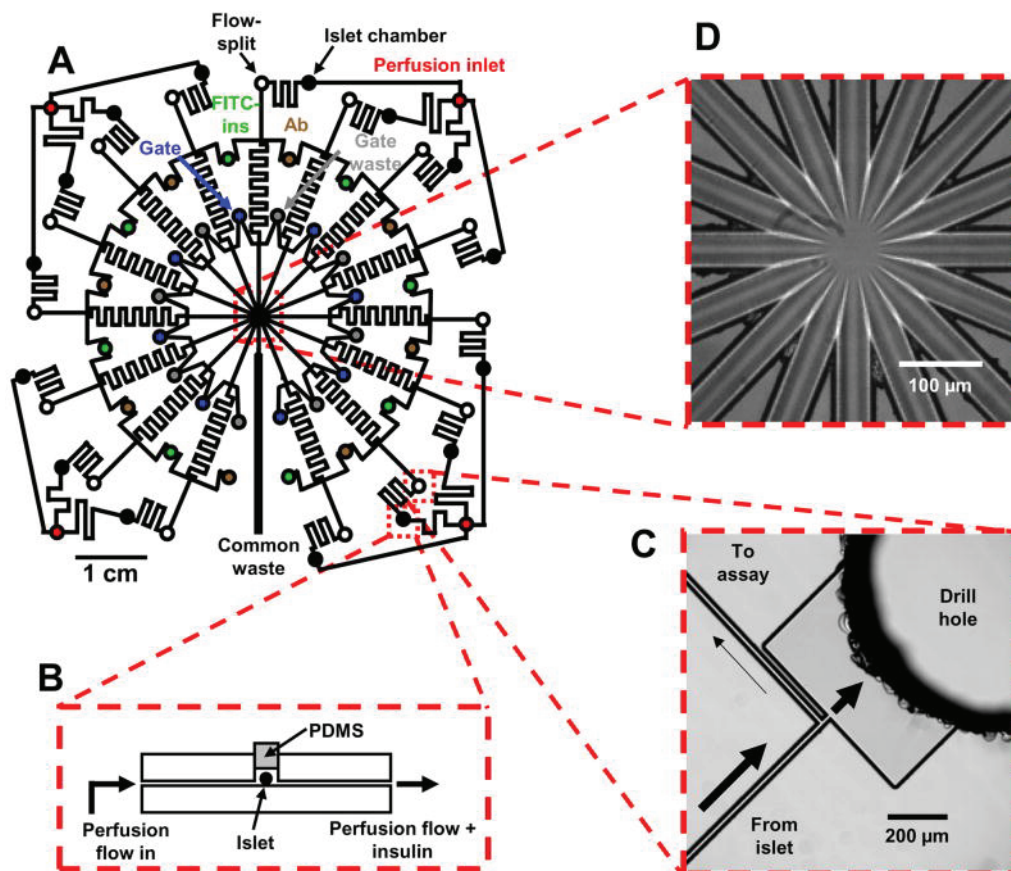 A
Flow-
split
Islet chamber
Perfusion inlet
FITC-
ins
Ab
Gate
Gate
waste
Common
waste
1 cm
D
100 µm
B
PDMS
Perfusion
flow in
Islet
Perfusion flow +
insulin
C
To
assay
Drill
hole
From
islet
200 µm